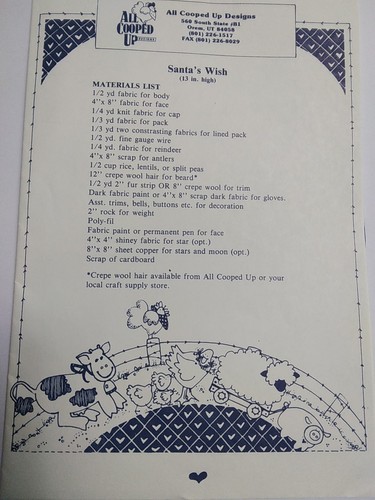 ALL
COOPED
UP
DESIGNS
All Cooped Up Designs
560 South State #B1
Orem, UT 84058
(801) 226-1517
FAX (801) 226-8029
Santa's Wish
(13 in. high)
MATERIALS LIST
1/2 yd fabric for body
4"x 8" fabric for face
1/4 yd knit fabric for cap
1/3 yd fabric for pack
1/3 yd two constrasting fabrics for lined pack
1/2 yd. fine gauge wire
1/4 yd. fabric for reindeer
4"x 8" scrap for antlers
1/2 cup rice, lentils, or split peas
12" crepe wool hair for beard*
1/2 yd 2" fur strip OR 8" crepe wool for trim
Dark fabric paint or 4"x 8" scrap dark fabric for gloves.
Asst. trims, bells, buttons etc. for decoration
2" rock for weight
Poly-fil
Fabric paint or permanent pen for face
4"x 4" shiney fabric for star (opt.)
8"x 8" sheet copper for stars and moon (opt.)
Scrap of cardboard
*Crepe wool hair available from All Cooped Up or your
local craft supply store.